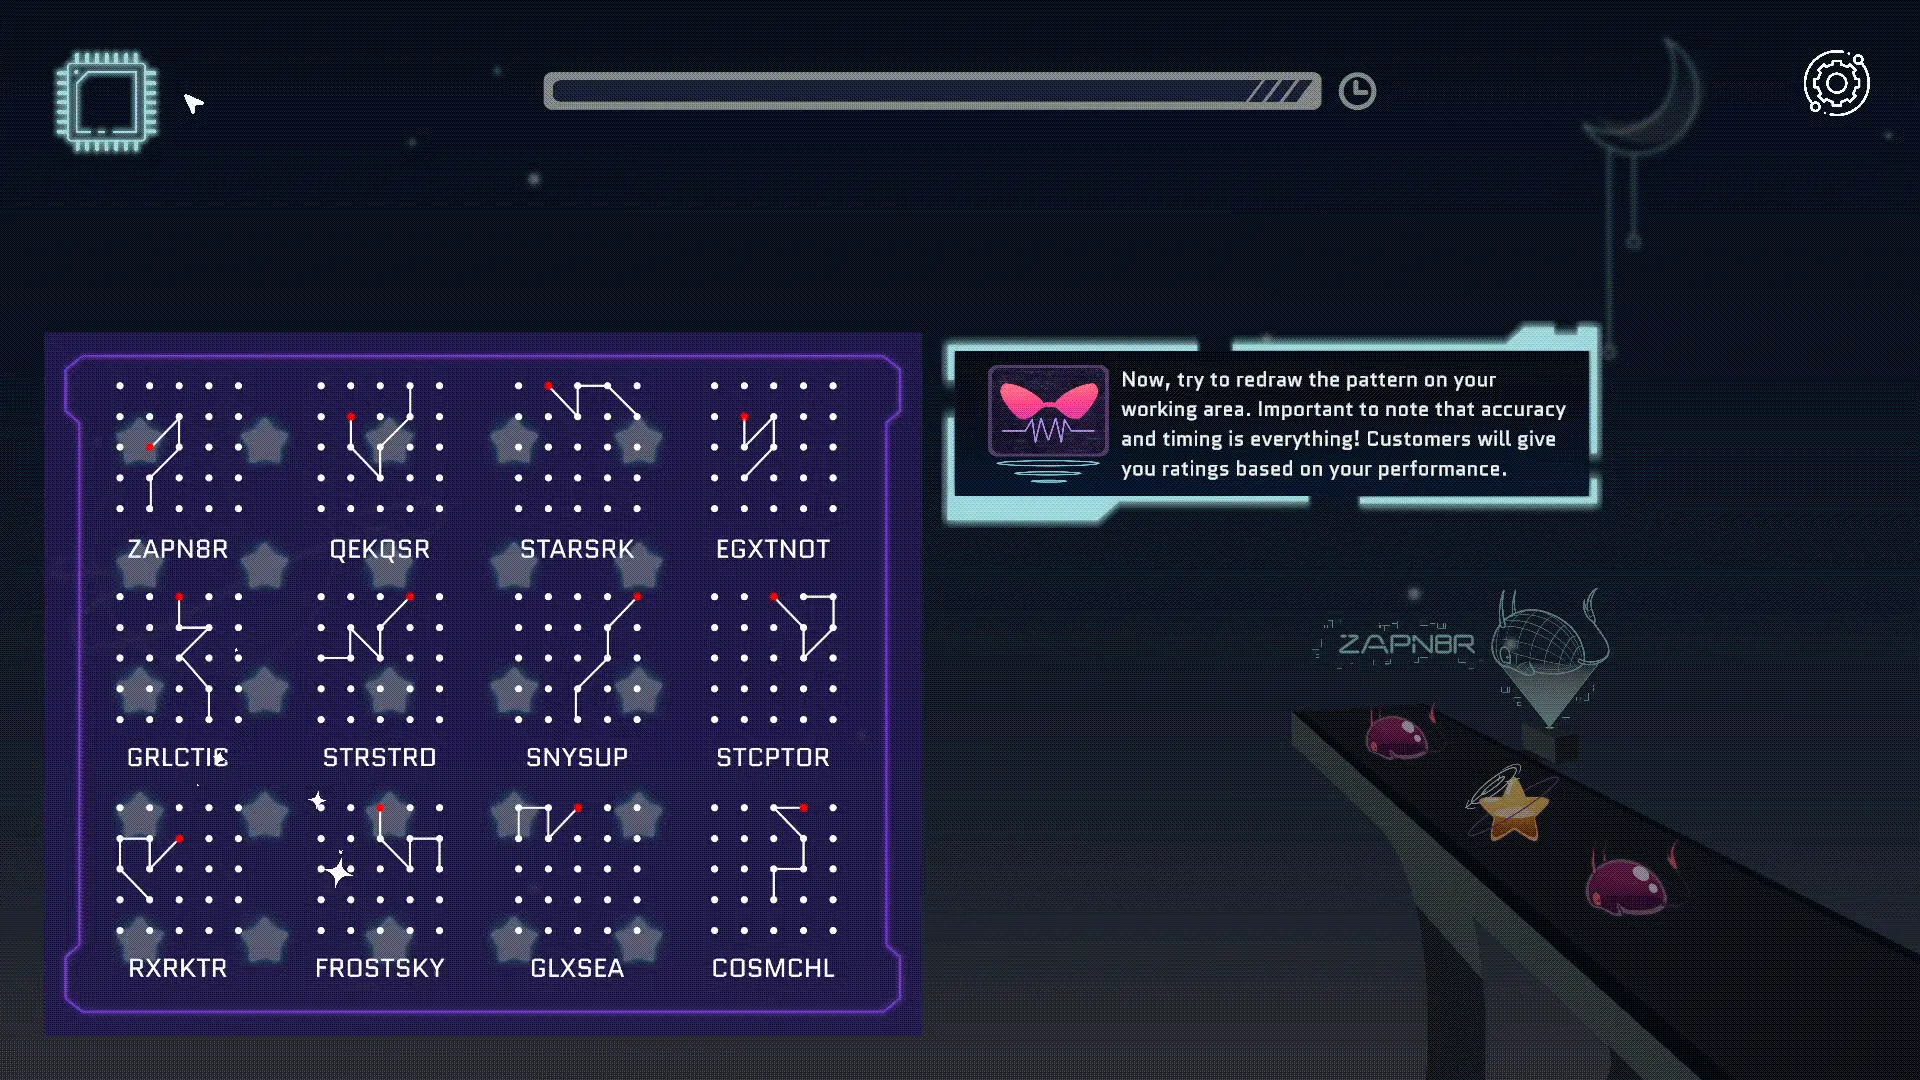 Now, try to redraw the pattern on your
working area. Important to note that accuracy
and timing is everything! Customers will give
you ratings based on your performance.
ZAPN8R QEKQSR STARSRK EGXTNOT
ZAPN8R
GRLCTIC STRSTRD SNYSUP STCPTOR
RXRKTR FROSTSKY GLXSEA COSMCHL